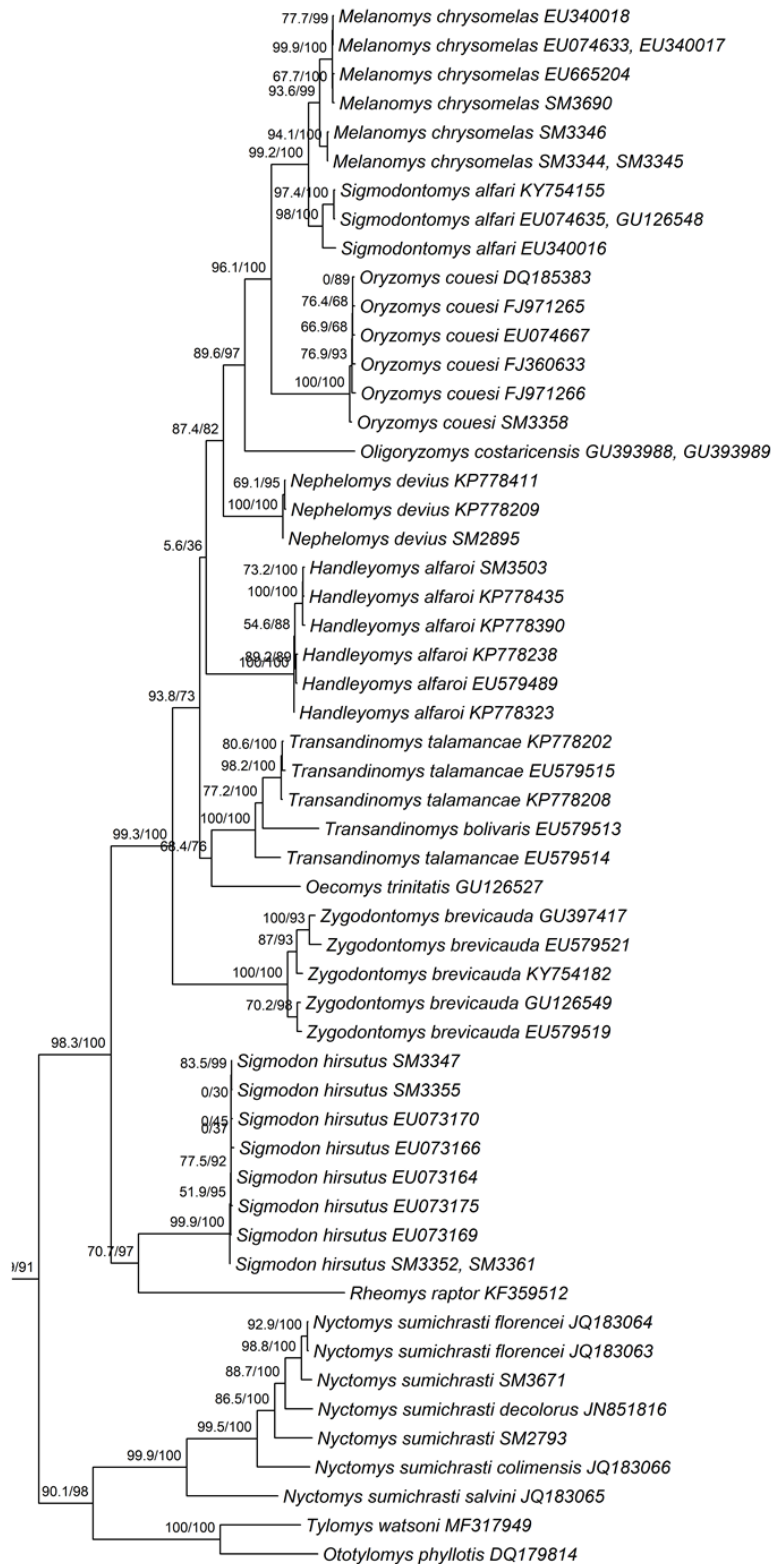 77.7/99 Melanomys chrysomelas EU340018
99.9/100 Melanomys chrysomelas EU074633, EU340017
67.7/100 Melanomys chrysomelas EU665204
93.6/99 Melanomys chrysomelas SM3690
94.1/100 Melanomys chrysomelas SM3346
99.2/100 Melanomys chrysomelas SM3344, SM3345
97.4/100 Sigmodontomys alfari KY754155
98/100 Sigmodontomys alfari EU074635, GU126548
Sigmodontomys alfari EU340016
96.1/100 0/89 Oryzomys couesi DQ185383
76.4/68 Oryzomys couesi FJ971265
66.9/68 Oryzomys couesi EU074667
89.6/97 76.9/93 Oryzomys couesi FJ360633
100/100 Oryzomys couesi FJ971266
Oryzomys couesi SM3358
87.4/82 Oligoryzomys costaricensis GU393988, GU393989
69.1/95 Nephelomys devius KP778411
100/100 Nephelomys devius KP778209
Nephelomys devius SM2895
5.6/36 73.2/100 Handleyomys alfaroi SM3503
100/100 Handleyomys alfaroi KP778435
54.6/88 Handleyomys alfaroi KP778390
89.2/89 Handleyomys alfaroi KP778238
100/100 Handleyomys alfaroi EU579489
93.8/73 Handleyomys alfaroi KP778323
80.6/100 Transandinomys talamancae KP778202
98.2/100 Transandinomys talamancae EU579515
77.2/100 Transandinomys talamancae KP778208
100/100 Transandinomys bolivaris EU579513
99.3/100 68.4/76 Transandinomys talamancae EU579514
Oecomys trinitatis GU126527
100/93 Zygodontomys brevicauda GU397417
87/93 Zygodontomys brevicauda EU579521
100/100 Zygodontomys brevicauda KY754182
70.2/98 Zygodontomys brevicauda GU126549
Zygodontomys brevicauda EU579519
98.3/100 83.5/99 Sigmodon hirsutus SM3347
0/30 Sigmodon hirsutus SM3355
0/45 Sigmodon hirsutus EU073170
0/37 Sigmodon hirsutus EU073166
77.5/92 Sigmodon hirsutus EU073164
51.9/95 Sigmodon hirsutus EU073175
99.9/100 Sigmodon hirsutus EU073169
70.7/97 Sigmodon hirsutus SM3352, SM3361
/91 Rheomys raptor KF359512
92.9/100 Nyctomys sumichrasti florencei JQ183064
98.8/100 Nyctomys sumichrasti florencei JQ183063
88.7/100 Nyctomys sumichrasti SM3671
86.5/100 Nyctomys sumichrasti decolorus JN851816
99.5/100 Nyctomys sumichrasti SM2793
99.9/100 Nyctomys sumichrasti colimensis JQ183066
90.1/98 Nyctomys sumichrasti salvini JQ183065
100/100 Tylomys watsoni MF317949
Ototylomys phyllotis DQ179814